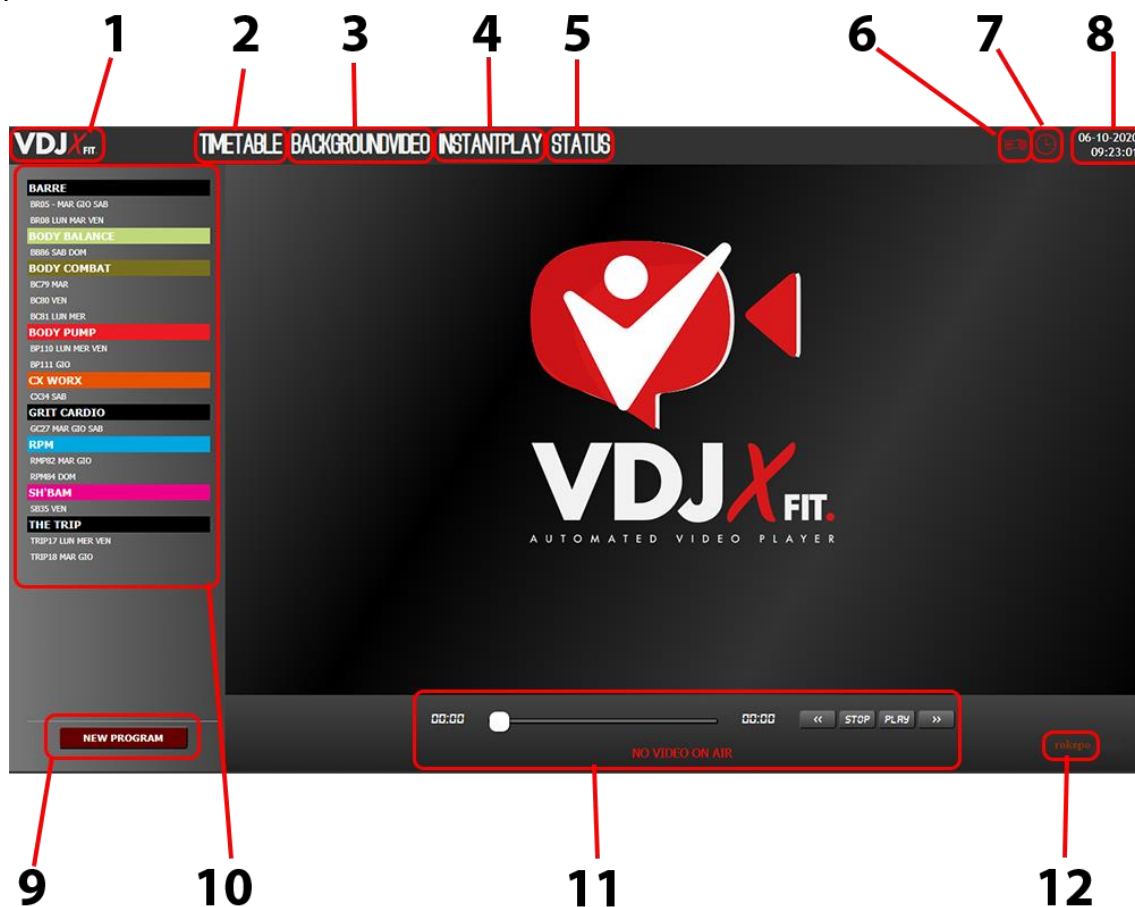 1 2 3 4 5 6 7 8
VDJX FIT TIMETABLE BACKGROUNDVIDEO INSTANTPLAY STATUS 06-10-2020
09:23:01
BARRE
BR05 - MAR GIO SAB
BR08 LUN MAR VEN
BODY BALANCE
BB86 SAB DOM
BODY COMBAT
BC79 MAR
BC80 VEN
BC81 LUN MER
BODY PUMP
BP110 LUN MER VEN
BP111 GIO
CX WORX
CX34 SAB
GRIT CARDIO
GC27 MAR GIO SAB
RPM
RMP82 MAR GIO
RPM84 DOM
SH'BAM
SB35 VEN
THE TRIP
TRIP17 LUN MER VEN
TRIP18 MAR GIO
VDJX FIT.
AUTOMATED VIDEO PLAYER
00:00 00:00 << STOP PLAY >>
NEW PROGRAM
NO VIDEO ON AIR
rokepo
9 10 11 12